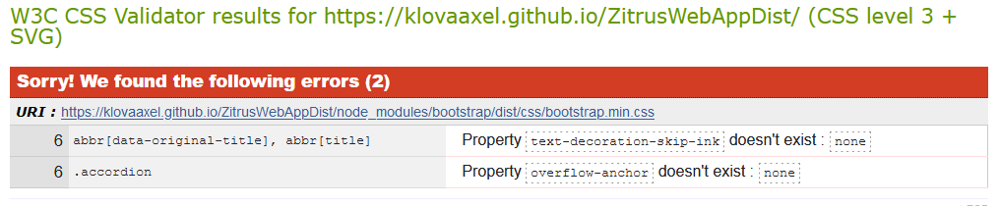 W3C CSS Validator results for https://klovaaxel.github.io/ZitrusWebAppDist/ (CSS level 3 +
SVG)
Sorry! We found the following errors (2)
URI : https://klovaaxel.github.io/ZitrusWebAppDist/node_modules/bootstrap/dist/css/bootstrap.min.css
6 abbr[data-original-title], abbr[title] Property text-decoration-skip-ink doesn't exist : none
6 .accordion Property overflow-anchor doesn't exist : none